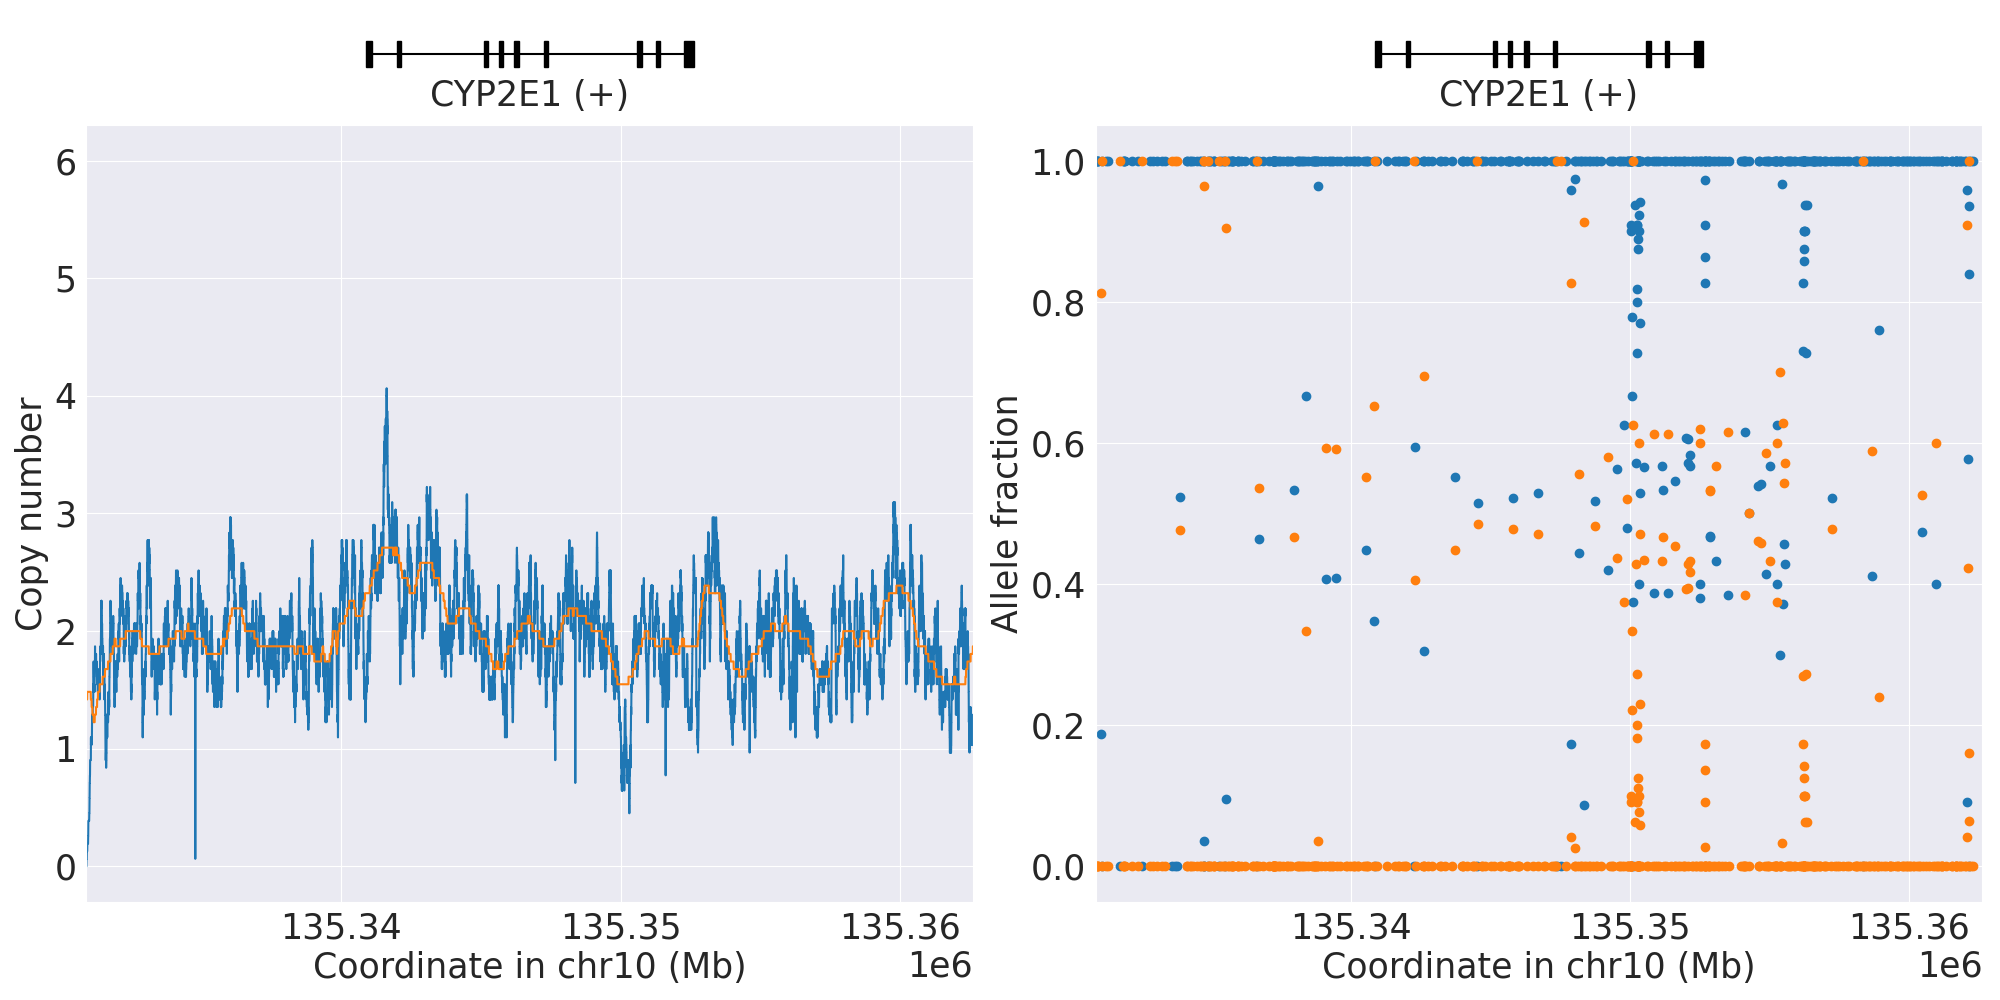 CYP2E1 (+)
Copy number
6
5
4
3
2
1
0
135.34
135.35
135.36
Coordinate in chr10 (Mb)
1e6
CYP2E1 (+)
Allele fraction
1.0
0.8
0.6
0.4
0.2
0.0
135.34
135.35
135.36
Coordinate in chr10 (Mb)
1e6